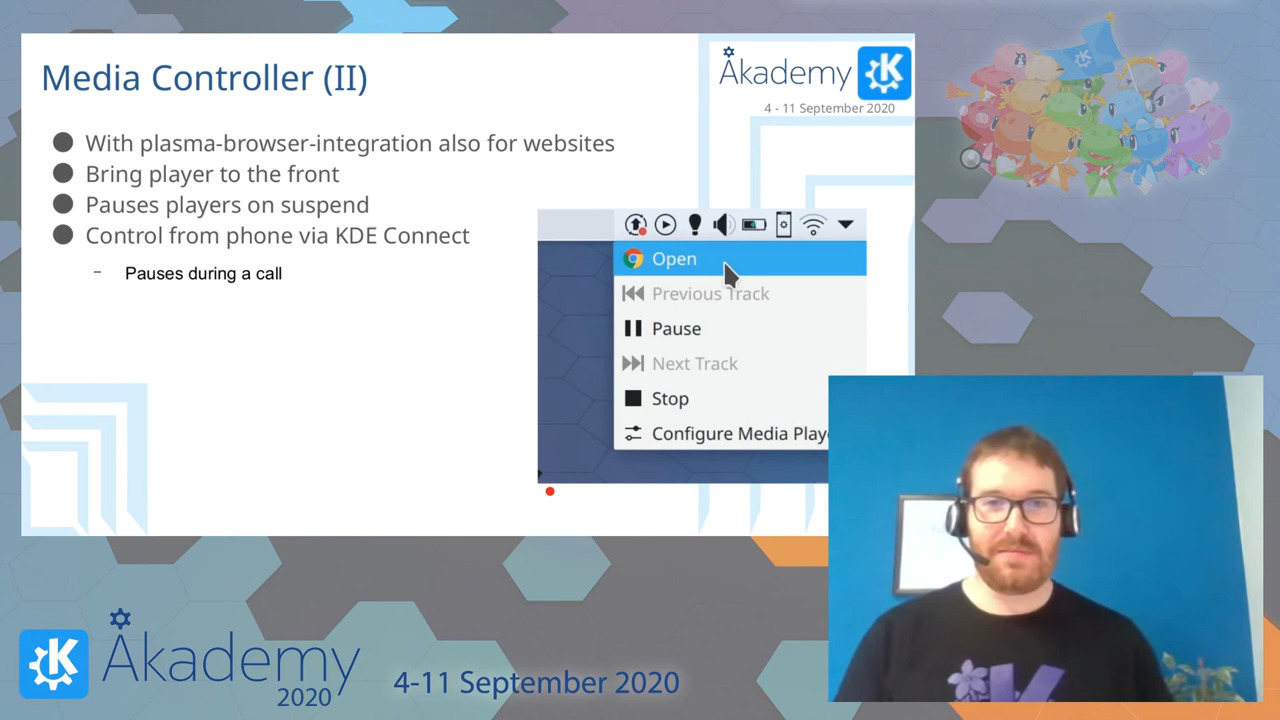 Media Controller (II)
Akademy
4 - 11 September 2020
With plasma-browser-integration also for websites
Bring player to the front
Pauses players on suspend
Control from phone via KDE Connect
– Pauses during a call
Open
Previous Track
Pause
Next Track
Stop
Configure Media Play
Akademy
2020
4-11 September 2020